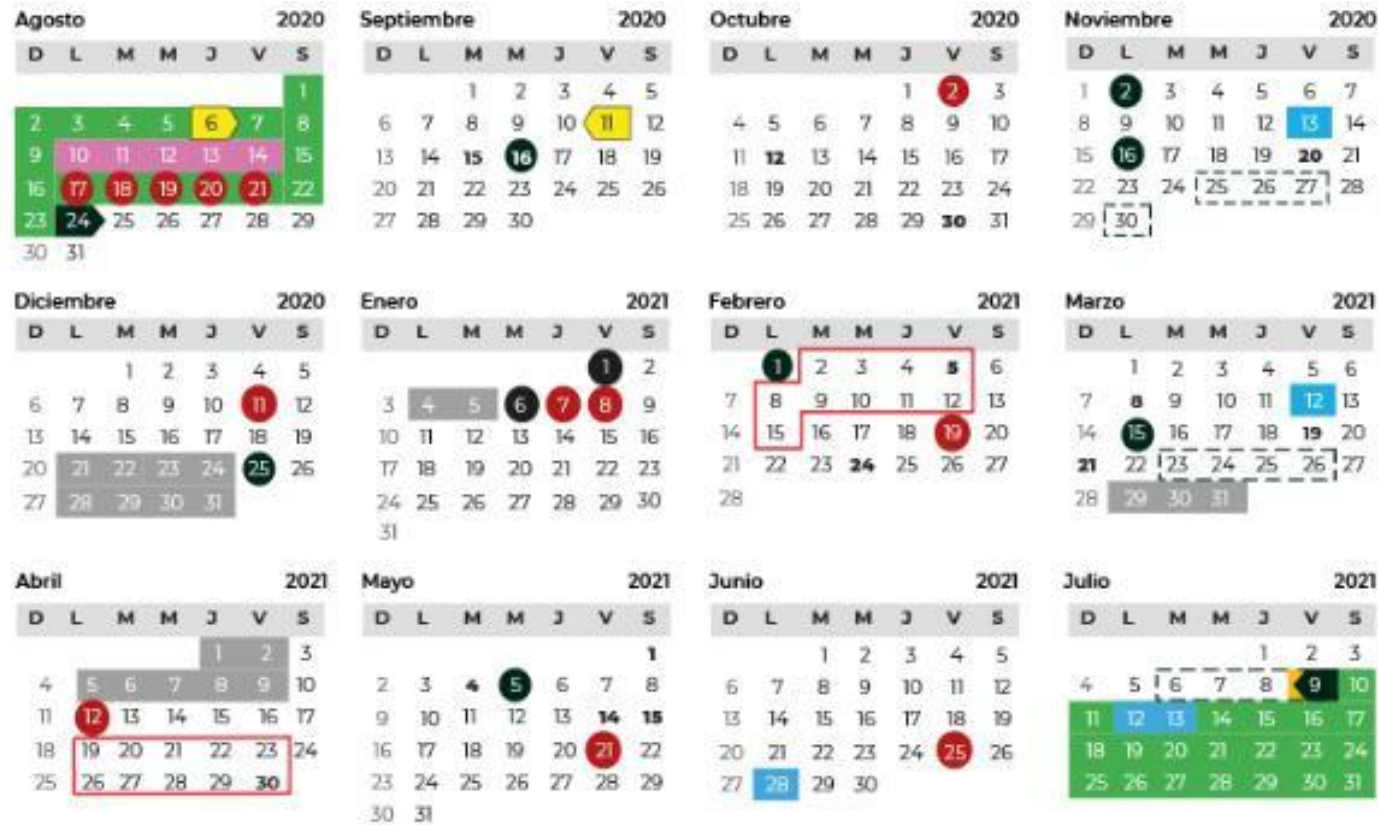 Agosto 2020
D L M M J V S
1
2 3 4 5 6 7 8
9 10 11 12 13 14 15
16 17 18 19 20 21 22
23 24 25 26 27 28 29
30 31
Septiembre 2020
D L M M J V S
1 2 3 4 5
6 7 8 9 10 11 12
13 14 15 16 17 18 19
20 21 22 23 24 25 26
27 28 29 30
Octubre 2020
D L M M J V S
1 2 3
4 5 6 7 8 9 10
11 12 13 14 15 16 17
18 19 20 21 22 23 24
25 26 27 28 29 30 31
Noviembre 2020
D L M M J V S
1 2 3 4 5 6 7
8 9 10 11 12 13 14
15 16 17 18 19 20 21
22 23 24 25 26 27 28
29 30
Diciembre 2020
D L M M J V S
1 2 3 4 5
6 7 8 9 10 11 12
13 14 15 16 17 18 19
20 21 22 23 24 25 26
27 28 29 30 31
Enero 2021
D L M M J V S
1 2
3 4 5 6 7 8 9
10 11 12 13 14 15 16
17 18 19 20 21 22 23
24 25 26 27 28 29 30
31
Febrero 2021
D L M M J V S
1 2 3 4 5 6
7 8 9 10 11 12 13
14 15 16 17 18 19 20
21 22 23 24 25 26 27
28
Marzo 2021
D L M M J V S
1 2 3 4 5 6
7 8 9 10 11 12 13
14 15 16 17 18 19 20
21 22 23 24 25 26 27
28 29 30 31
Abril 2021
D L M M J V S
1 2 3
4 5 6 7 8 9 10
11 12 13 14 15 16 17
18 19 20 21 22 23 24
25 26 27 28 29 30
Mayo 2021
D L M M J V S
1
2 3 4 5 6 7 8
9 10 11 12 13 14 15
16 17 18 19 20 21 22
23 24 25 26 27 28 29
30 31
Junio 2021
D L M M J V S
1 2 3 4 5
6 7 8 9 10 11 12
13 14 15 16 17 18 19
20 21 22 23 24 25 26
27 28 29 30
Julio 2021
D L M M J V S
1 2 3
4 5 6 7 8 9 10
11 12 13 14 15 16 17
18 19 20 21 22 23 24
25 26 27 28 29 30 31